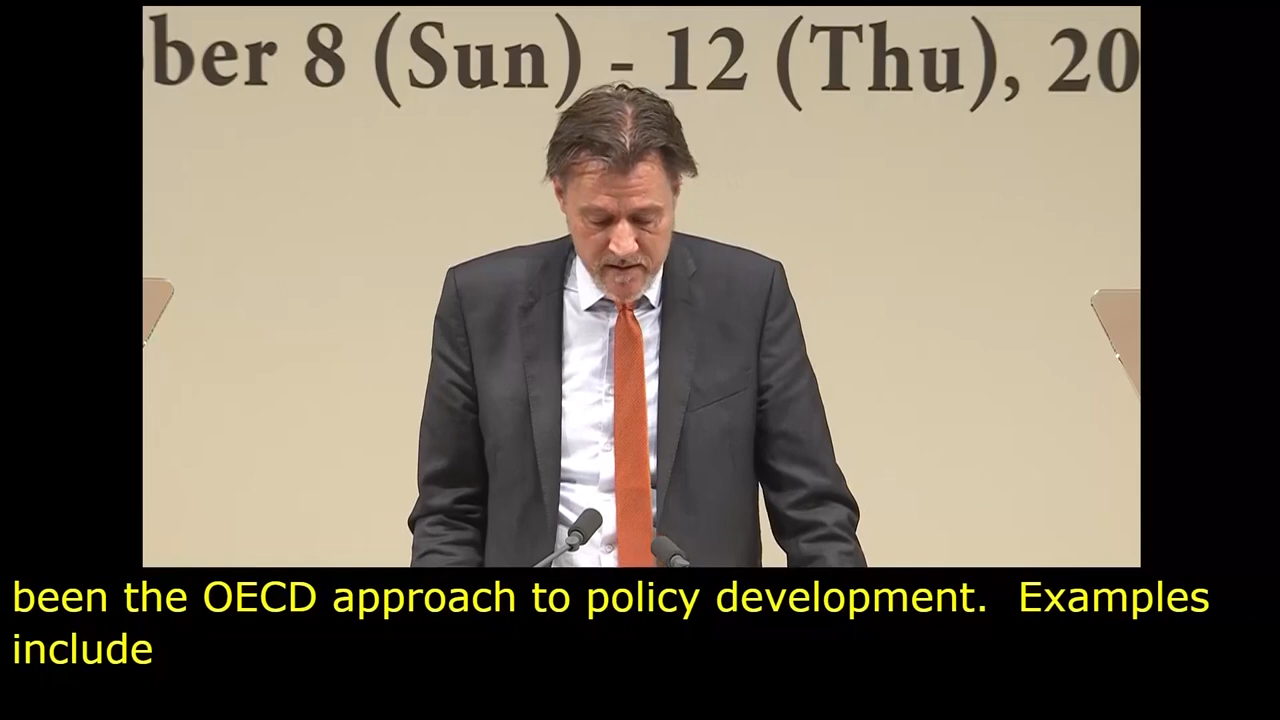 ber 8 (Sun) - 12 (Thu), 20
been the OECD approach to policy development.  Examples
include